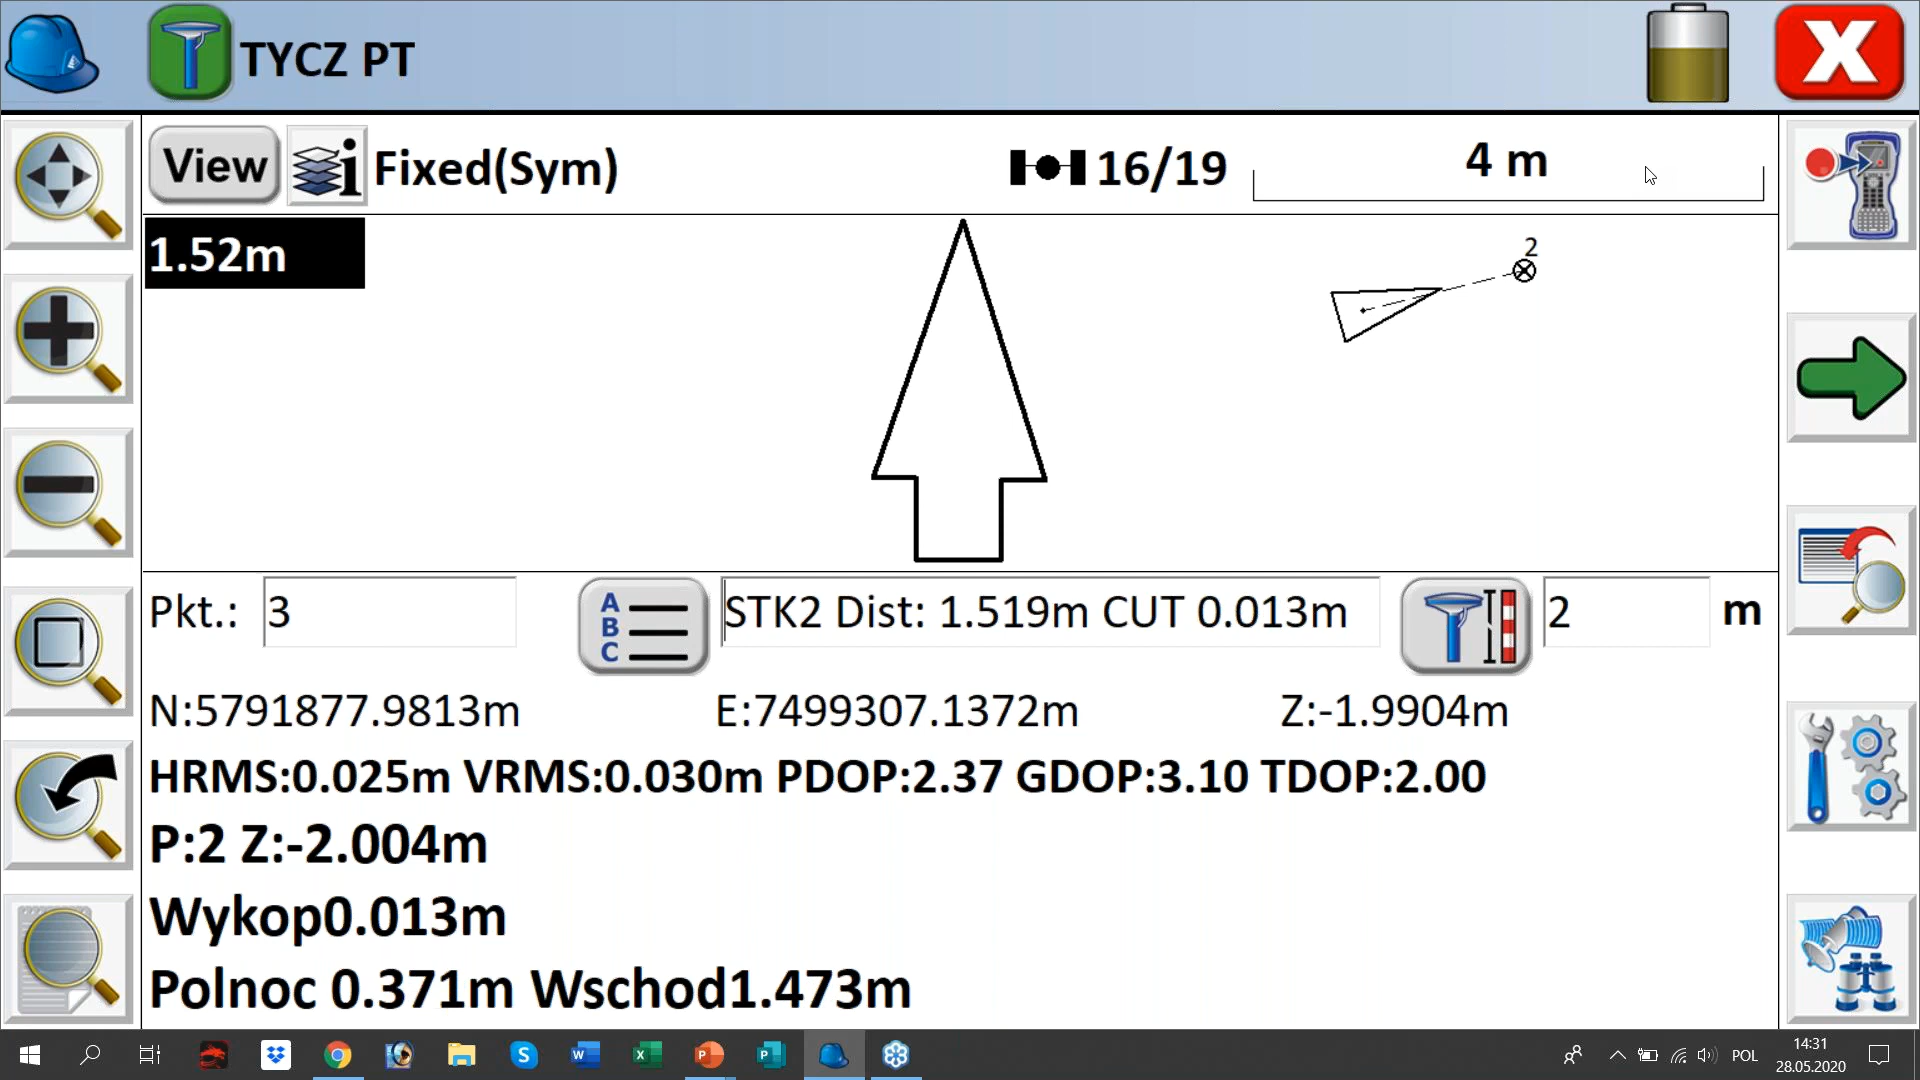 TYCZ PT
View Fixed(Sym) 16/19 4 m
1.52m
2
Pkt.: 3 A B C STK2 Dist: 1.519m CUT 0.013m 2 m
N:5791877.9813m E:7499307.1372m Z:-1.9904m
HRMS:0.025m VRMS:0.030m PDOP:2.37 GDOP:3.10 TDOP:2.00
P:2 Z:-2.004m
Wykop0.013m
Polnoc 0.371m Wschod1.473m
POL 14:31
28.05.2020